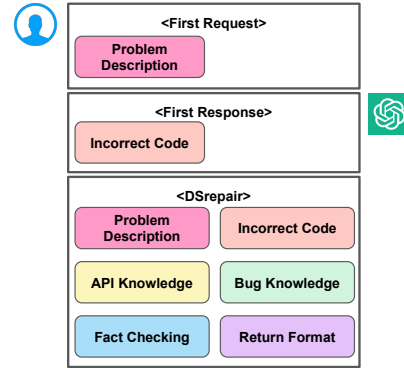 <First Request>
Problem
Description
<First Response>
Incorrect Code
<DSrepair>
Problem
Description
Incorrect Code
API Knowledge
Bug Knowledge
Fact Checking
Return Format